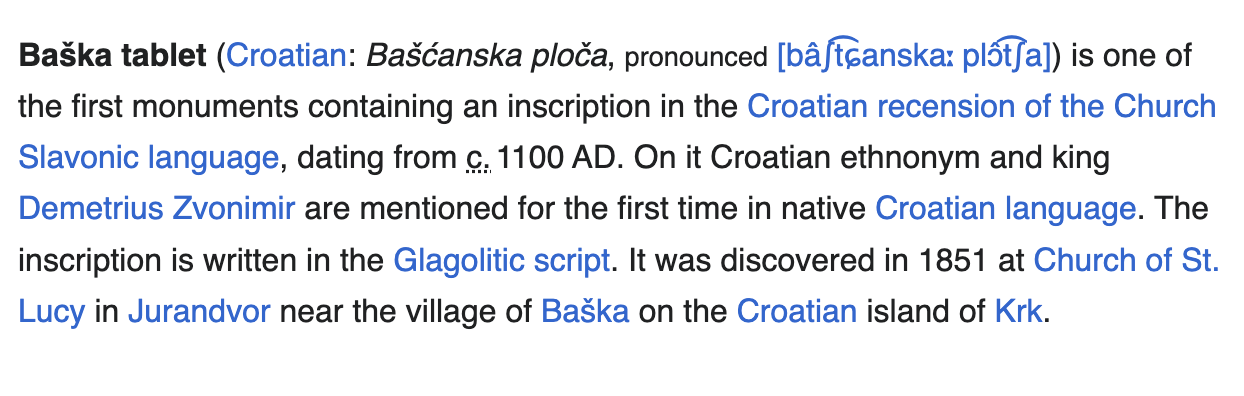 Baška tablet (Croatian: Bašćanska ploča, pronounced [bâʃt͡ɕanskaː plɔ̂t͡ʃa]) is one of
the first monuments containing an inscription in the Croatian recension of the Church
Slavonic language, dating from c. 1100 AD. On it Croatian ethnonym and king
Demetrius Zvonimir are mentioned for the first time in native Croatian language. The
inscription is written in the Glagolitic script. It was discovered in 1851 at Church of St.
Lucy in Jurandvor near the village of Baška on the Croatian island of Krk.